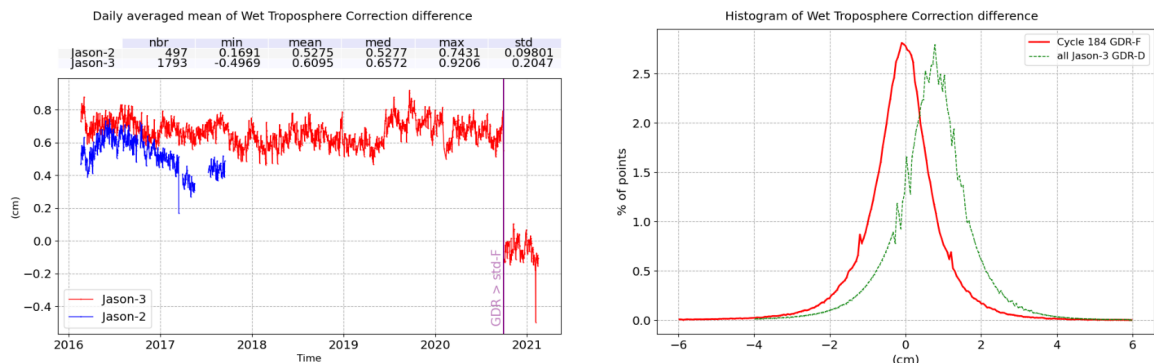 Daily averaged mean of Wet Troposphere Correction difference
nbr min mean med max std
Jason-2 497 0.1691 0.5275 0.5277 0.7431 0.09801
Jason-3 1793 -0.4969 0.6095 0.6572 0.9206 0.2047
0.8
0.6
0.4
0.2
0.0
−0.2
−0.4
(cm)
GDR > std-F
Jason-3
Jason-2
2016 2017 2018 2019 2020 2021
Time
Histogram of Wet Troposphere Correction difference
Cycle 184 GDR-F
all Jason-3 GDR-D
2.5
2.0
1.5
1.0
0.5
0.0
% of points
−6 −4 −2 0 2 4 6
(cm)